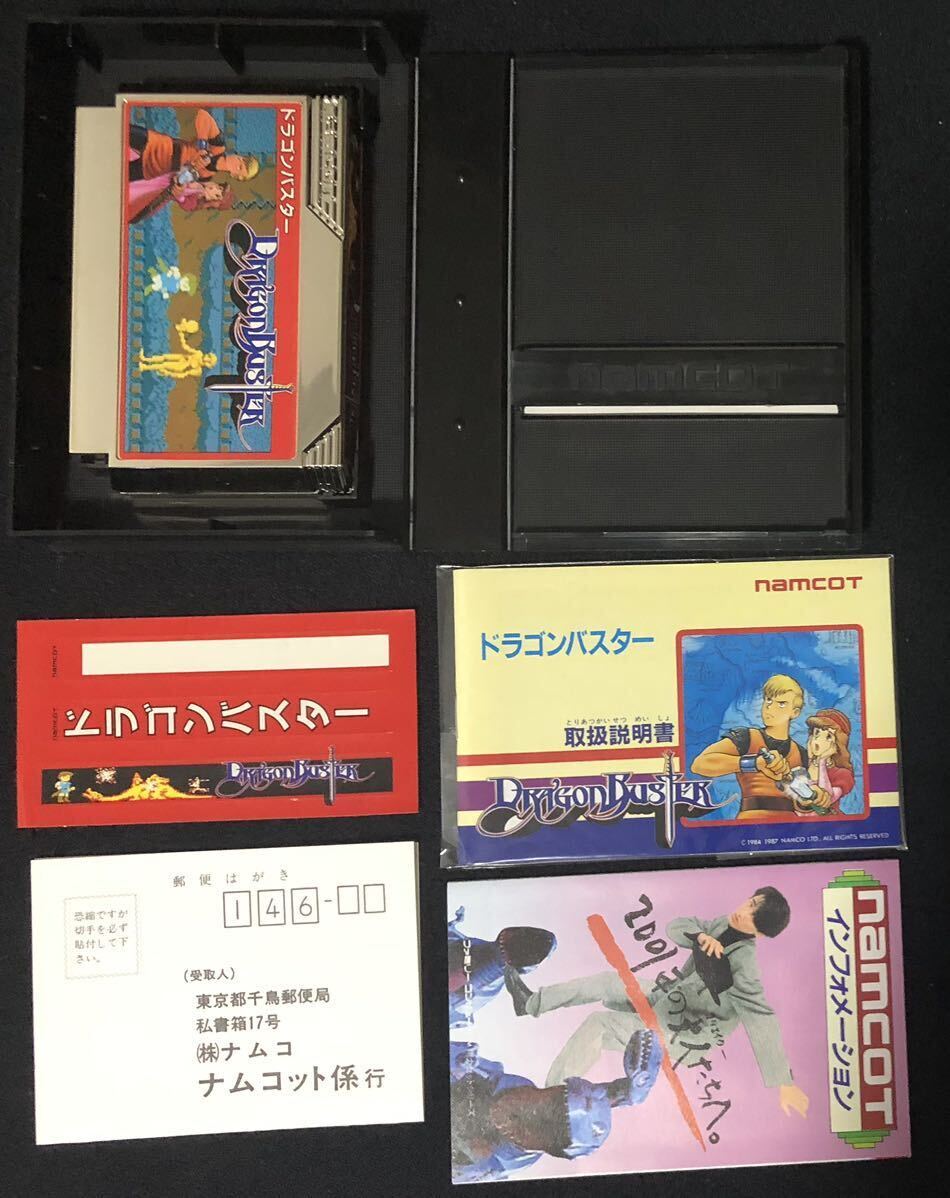 ドラゴンバスター
DRAGON BUSTER
namcoT
namcoT
ドラゴンバスター
とりあつかいせつ めい しょ
取扱説明書
DRAGON BUSTER
© 1984 1987 NAMCO LTD., ALL RIGHTS RESERVED
namcoT
namcoT
ドラゴンバスター
DRAGON BUSTER
郵便はがき
146-
恐縮ですが
切手を必ず
貼付して下
さい。
(受取人)
東京都千鳥郵便局
私書箱17号
(株)ナムコ
ナムコット係行
namcoT
インフォメーション